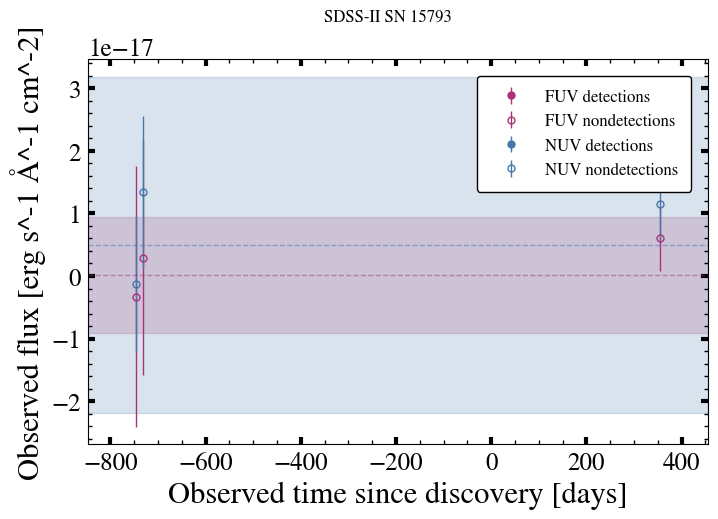 SDSS-II SN 15793
1e−17
Observed flux [erg s^-1 Å^-1 cm^-2]
3
2
1
0
−1
−2
FUV detections
FUV nondetections
NUV detections
NUV nondetections
−800 −600 −400 −200 0 200 400
Observed time since discovery [days]